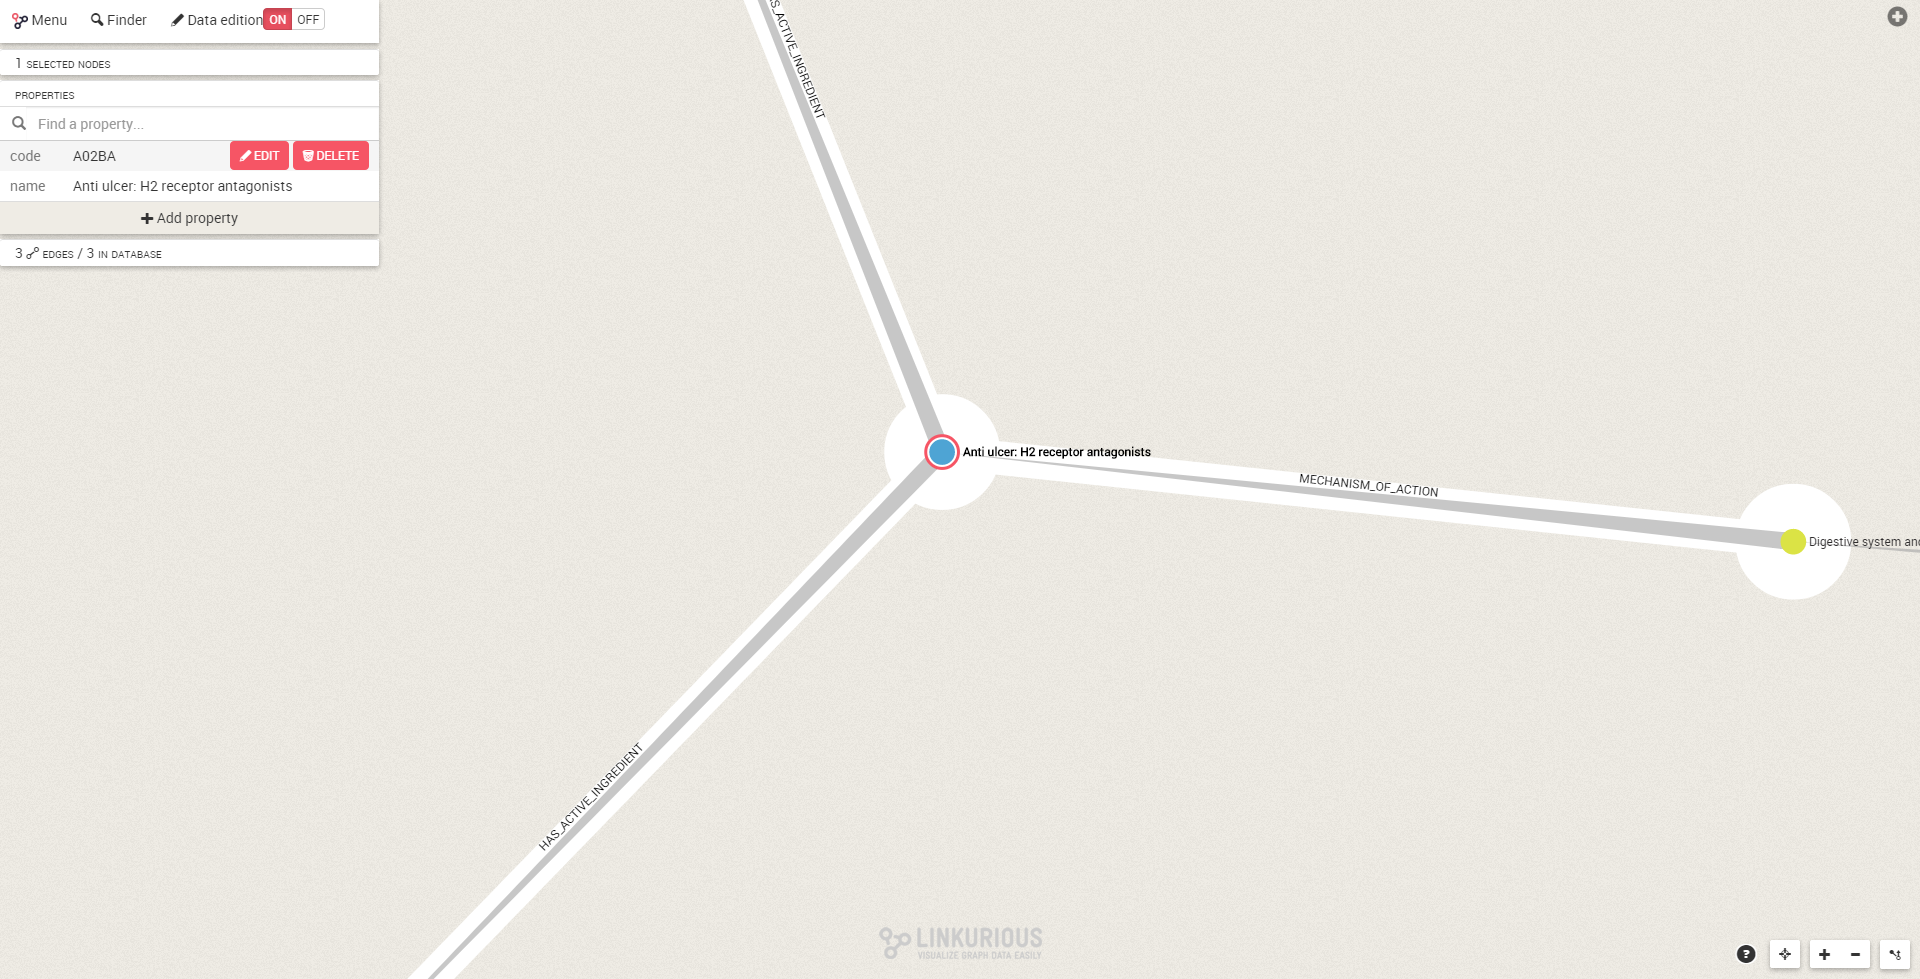 Menu Finder Data edition ON OFF
1 SELECTED NODES
PROPERTIES
Find a property...
code A02BA EDIT DELETE
name Anti ulcer: H2 receptor antagonists
Add property
3 EDGES / 3 IN DATABASE
S_ACTIVE_INGREDIENT
Anti ulcer: H2 receptor antagonists
MECHANISM_OF_ACTION
Digestive system and
HAS_ACTIVE_INGREDIENT
LINKURIOUS
VISUALIZE GRAPH DATA EASILY
?